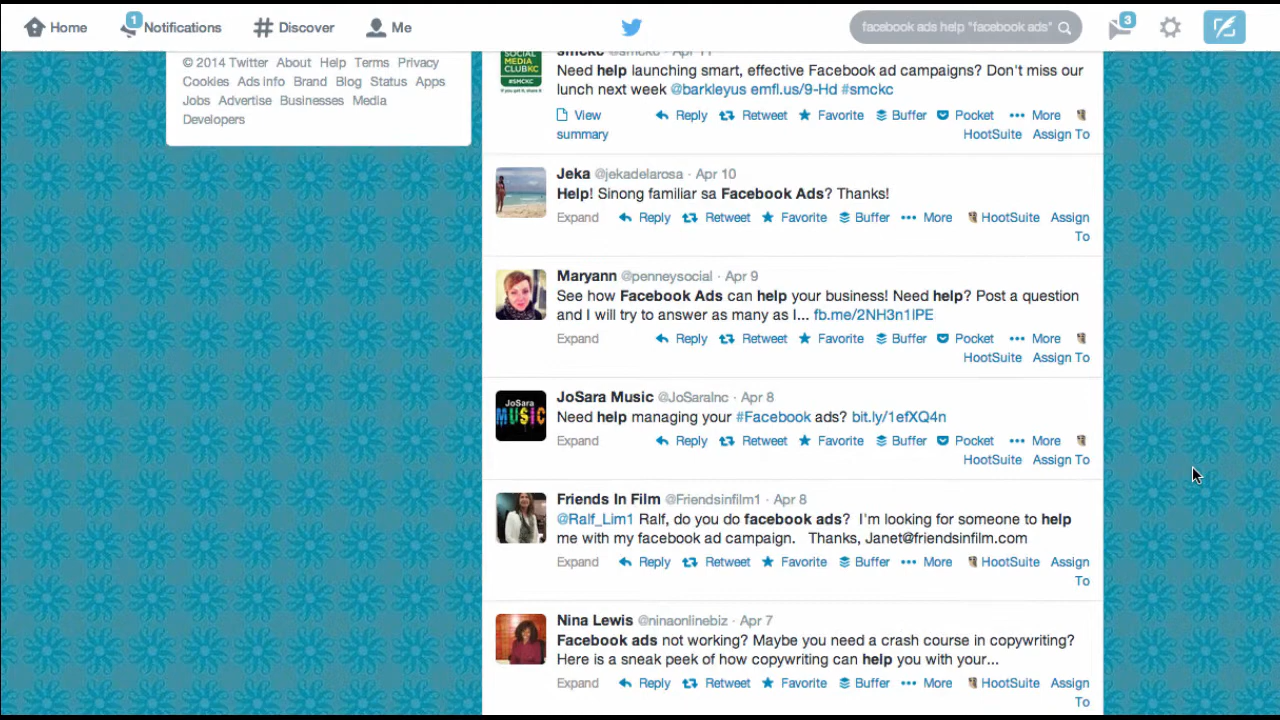 Home
1
Notifications
Discover
Me
facebook ads help "facebook ads"
3
© 2014 Twitter About Help Terms Privacy
Cookies Ads info Brand Blog Status Apps
Jobs Advertise Businesses Media
Developers
SOCIAL
MEDIA
CLUBKC
#SMCKC
smckc @smckc · Apr 11
Need help launching smart, effective Facebook ad campaigns? Don't miss our
lunch next week @barkleyus emfl.us/9-Hd #smckc
View summary Reply Retweet Favorite Buffer Pocket More
HootSuite Assign To
Jeka @jekadelarosa · Apr 10
Help! Sinong familiar sa Facebook Ads? Thanks!
Expand Reply Retweet Favorite Buffer More HootSuite Assign
To
Maryann @penneysocial · Apr 9
See how Facebook Ads can help your business! Need help? Post a question
and I will try to answer as many as I... fb.me/2NH3n1lPE
Expand Reply Retweet Favorite Buffer Pocket More
HootSuite Assign To
JoSara
MUSIC
JoSara Music @JoSaraInc · Apr 8
Need help managing your #Facebook ads? bit.ly/1efXQ4n
Expand Reply Retweet Favorite Buffer Pocket More
HootSuite Assign To
Friends In Film @Friendsinfilm1 · Apr 8
@Ralf_Lim1 Ralf, do you do facebook ads? I'm looking for someone to help
me with my facebook ad campaign. Thanks, Janet@friendsinfilm.com
Expand Reply Retweet Favorite Buffer More HootSuite Assign
To
Nina Lewis @ninaonlinebiz · Apr 7
Facebook ads not working? Maybe you need a crash course in copywriting?
Here is a sneak peek of how copywriting can help you with your...
Expand Reply Retweet Favorite Buffer More HootSuite Assign
To